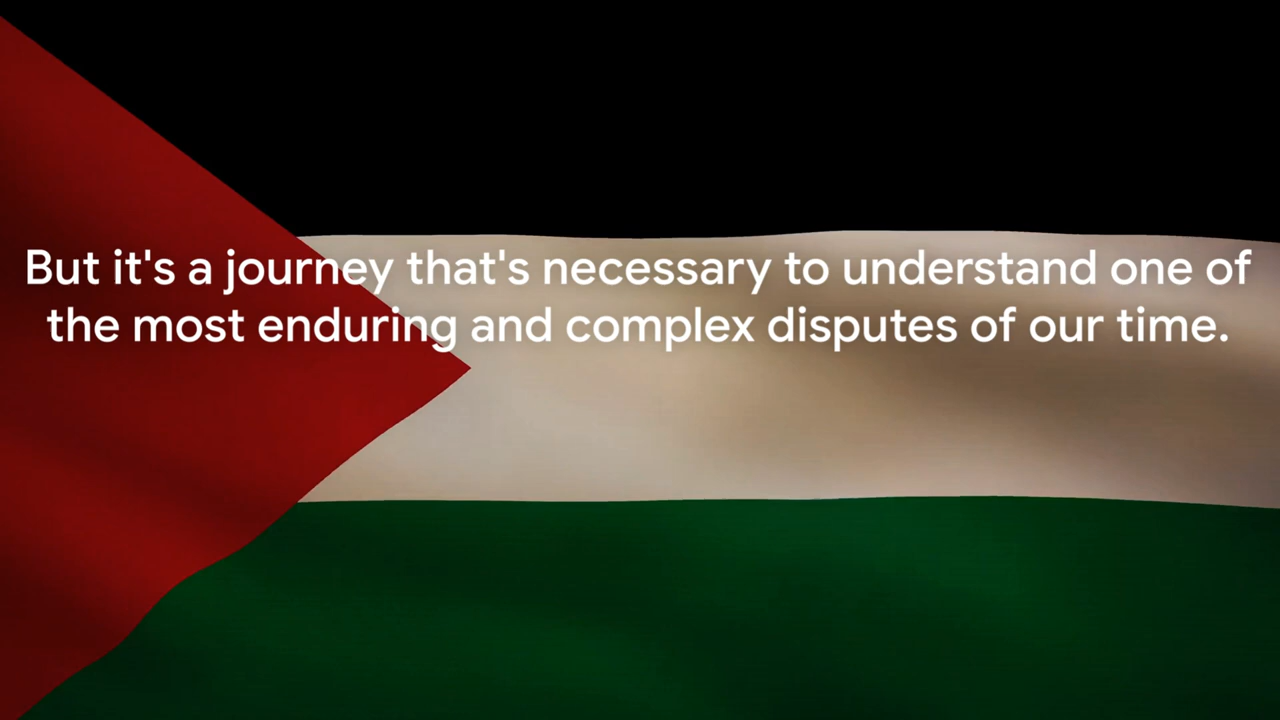 But it's a journey that's necessary to understand one of
the most enduring and complex disputes of our time.